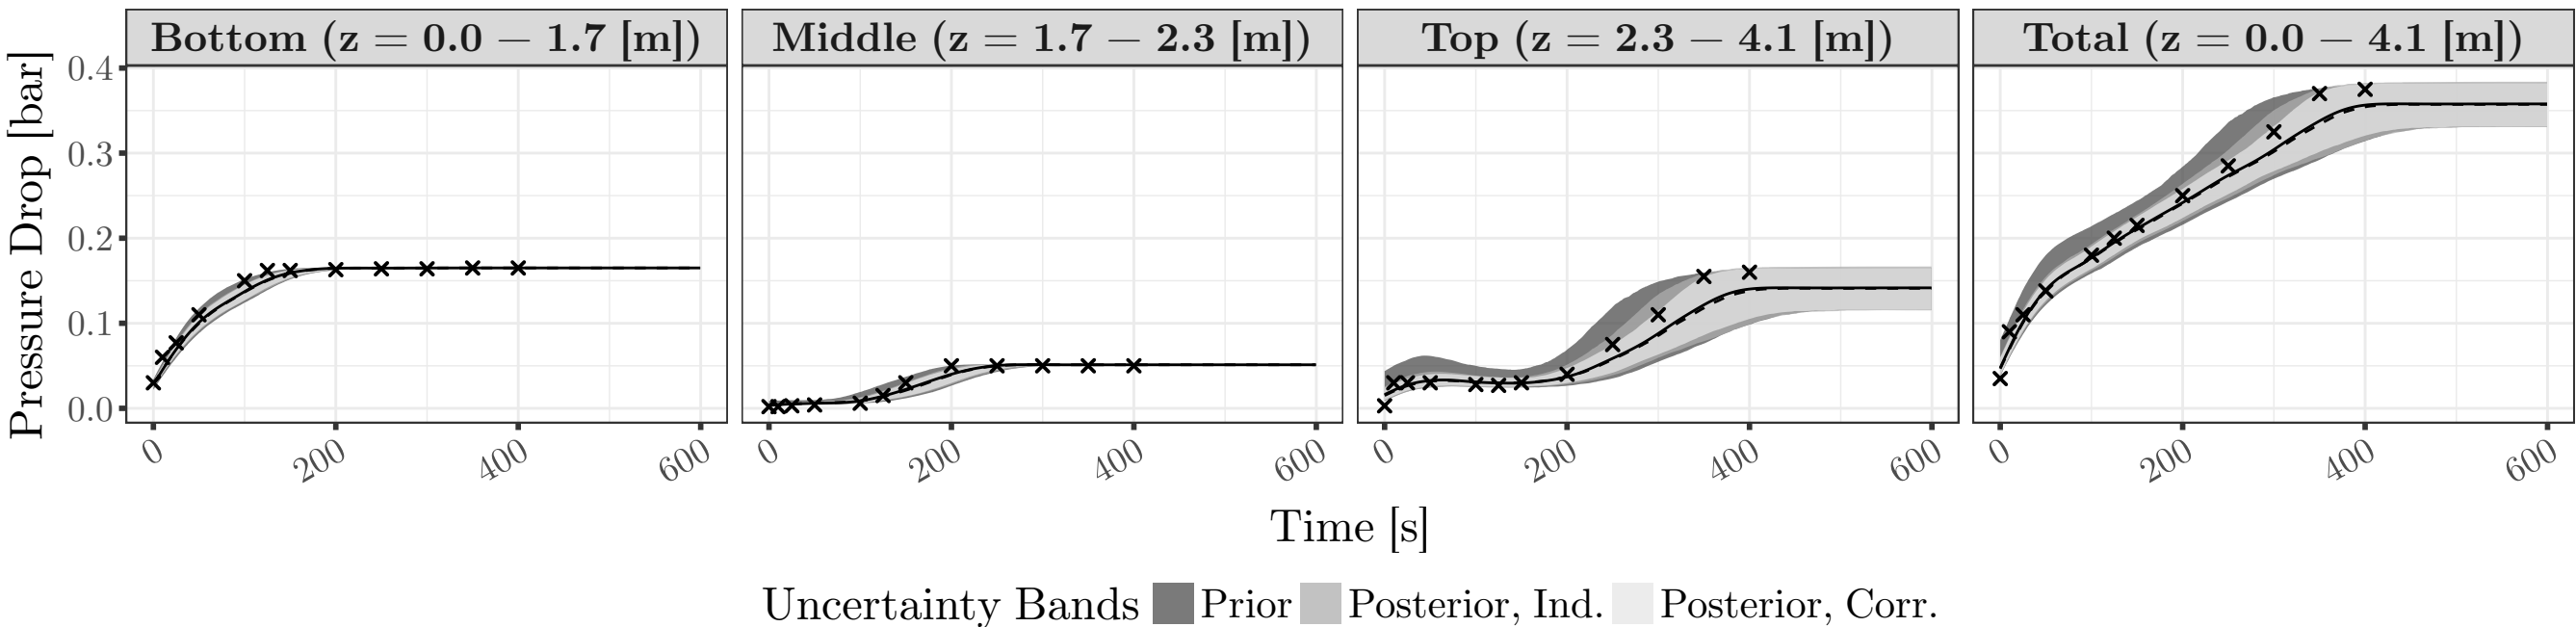 Bottom (z = 0.0 − 1.7 [m])
Middle (z = 1.7 − 2.3 [m])
Top (z = 2.3 − 4.1 [m])
Total (z = 0.0 − 4.1 [m])
Pressure Drop [bar]
0.4
0.3
0.2
0.1
0.0
0 200 400 600
0 200 400 600
0 200 400 600
0 200 400 600
Time [s]
Uncertainty Bands Prior Posterior, Ind. Posterior, Corr.